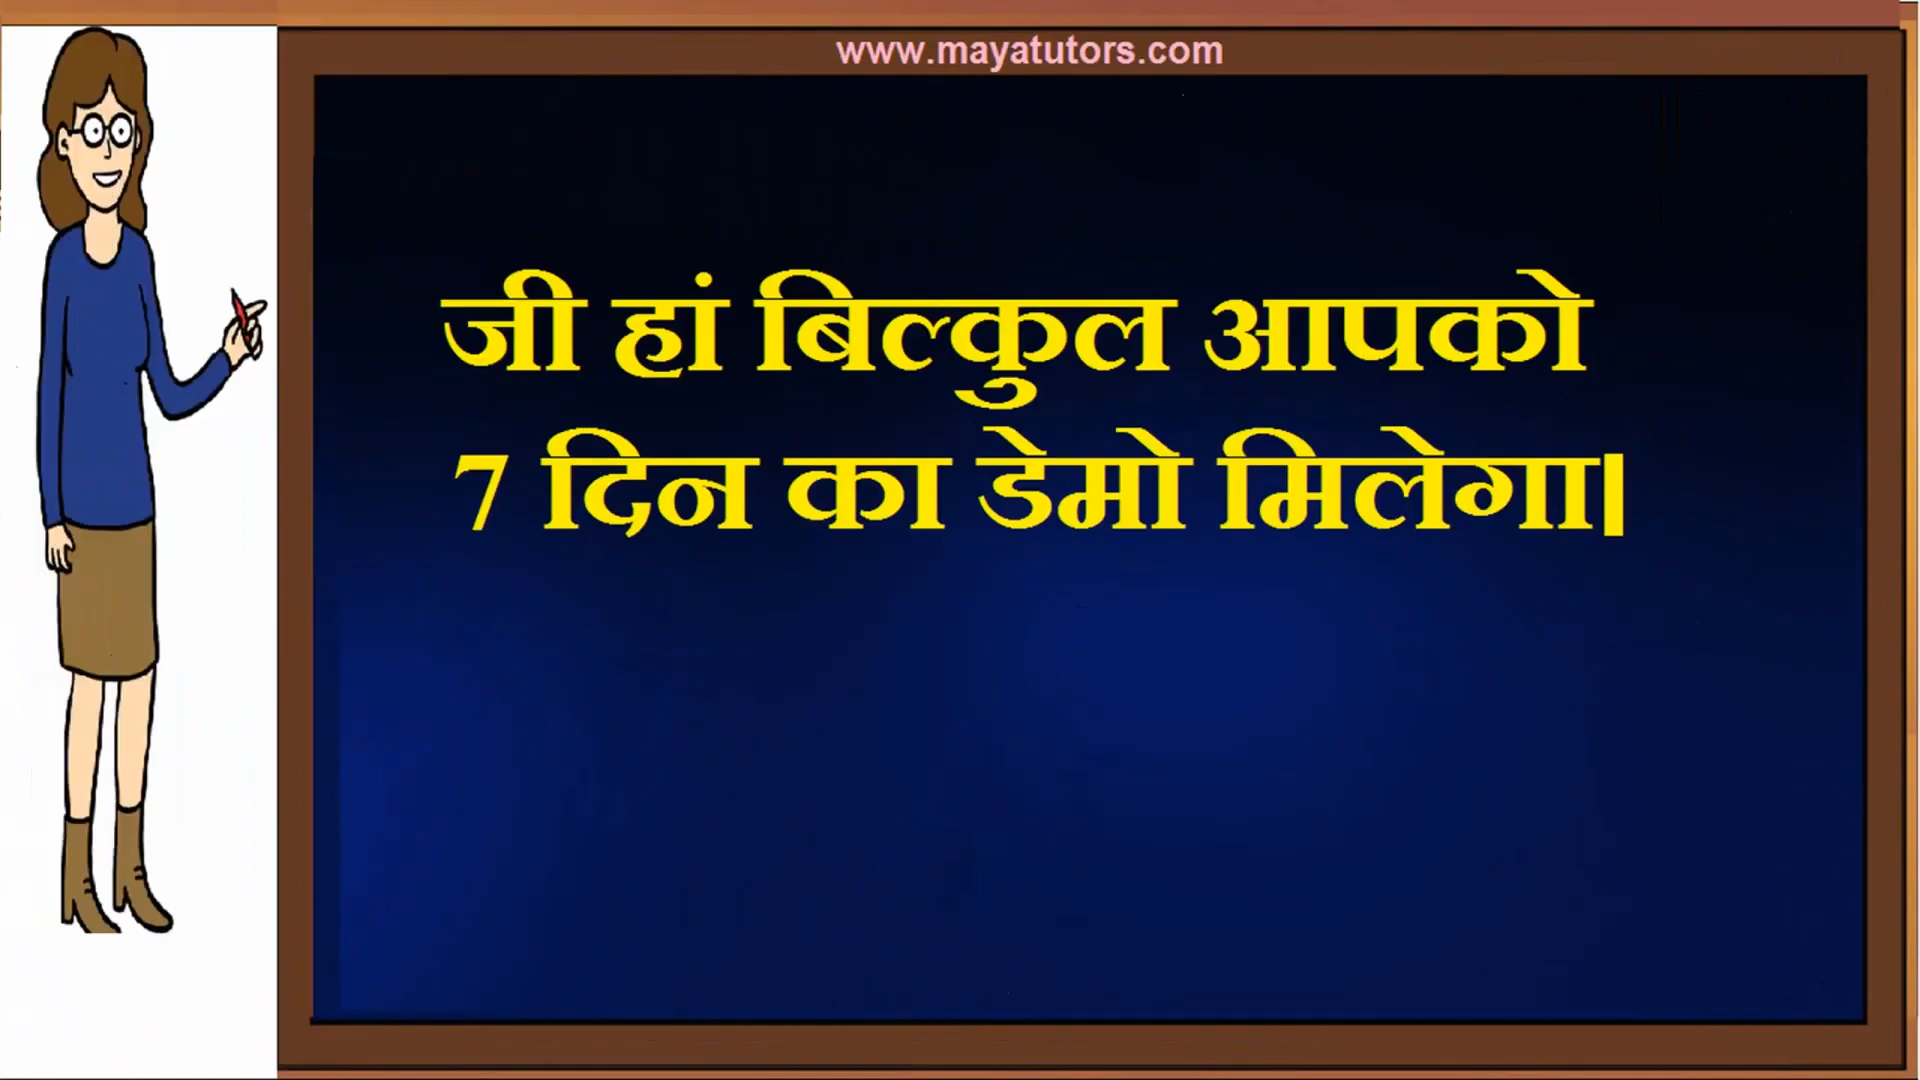 www.mayatutors.com
जी हां बिल्कुल आपको
7 दिन का डेमो मिलेगा।